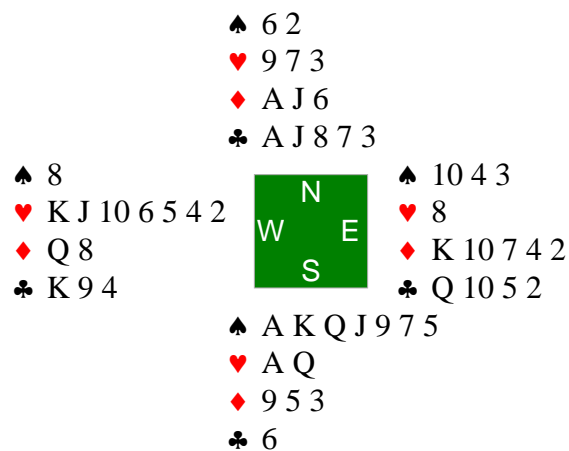 ♠ 6 2
♥ 9 7 3
♦ A J 6
♣ A J 8 7 3
♠ 8
♥ K J 10 6 5 4 2
♦ Q 8
♣ K 9 4
N
W E
S
♠ 10 4 3
♥ 8
♦ K 10 7 4 2
♣ Q 10 5 2
♠ A K Q J 9 7 5
♥ A Q
♦ 9 5 3
♣ 6